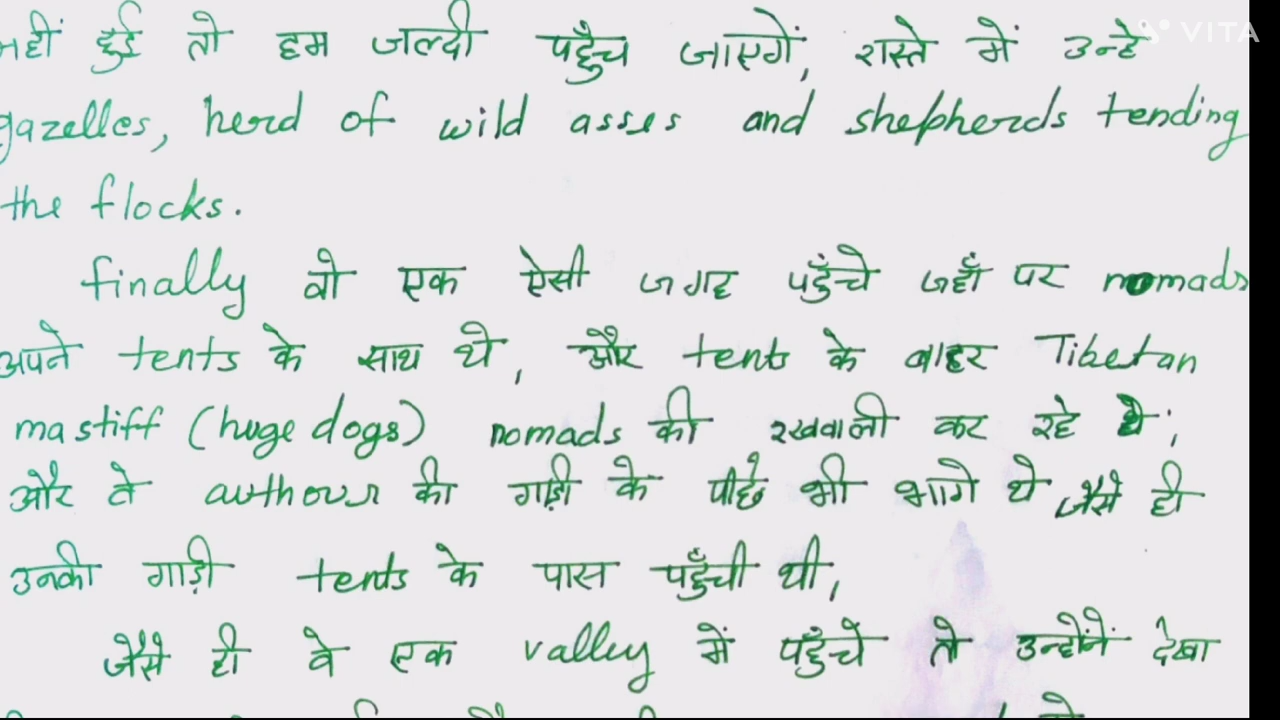 नहीं हुई तो हम जल्दी पहुँच जाएगें, रास्ते में उन्हे
VITA
gazelles, herd of wild asses and shepherds tending
the flocks.
finally वो एक ऐसी जगह पहुँचे जहाँ पर nomads
अपने tents के साथ थे, और tents के बाहर Tibetan
mastiff (huge dogs) nomads की रखवाली कर रहे थे;
और वे authour की गाड़ी के पीछे भी भागे थे जैसे ही
उनकी गाड़ी tents के पास पहुँची थी,
जैसे ही वे एक valley में पहुँचे तो उन्होंनें देखा